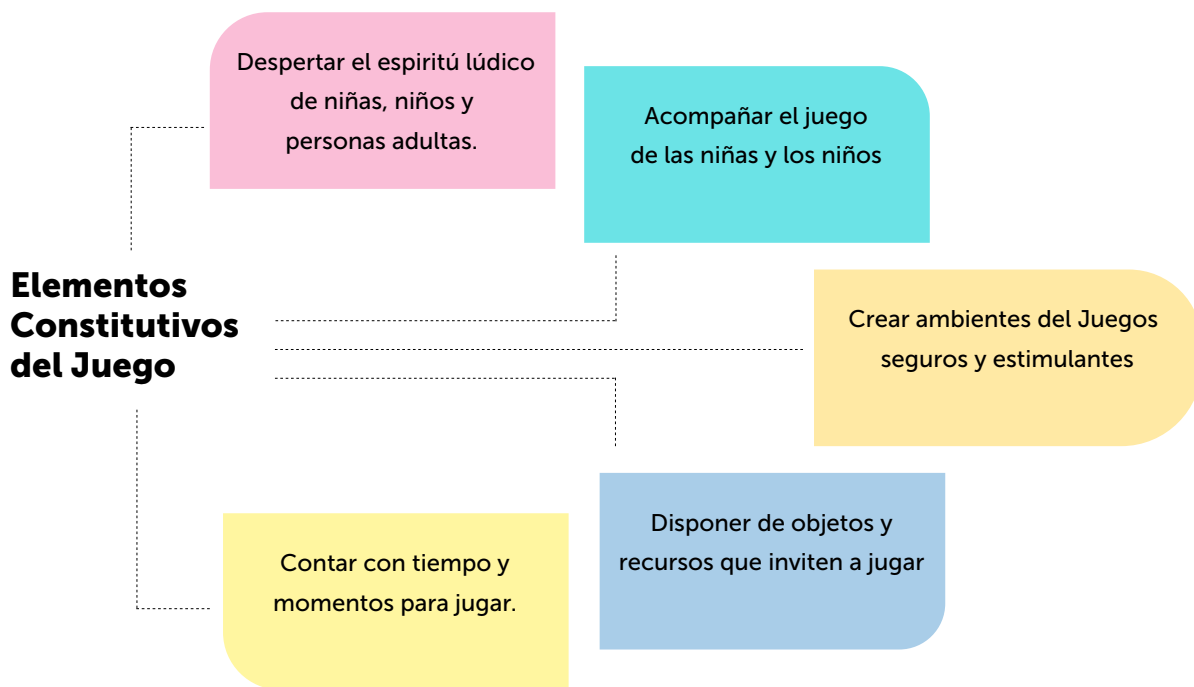 Despertar el espiritú lúdico
de niñas, niños y
personas adultas.
Acompañar el juego
de las niñas y los niños
Elementos
Constitutivos
del Juego
Crear ambientes del Juegos
seguros y estimulantes
Disponer de objetos y
recursos que inviten a jugar
Contar con tiempo y
momentos para jugar.